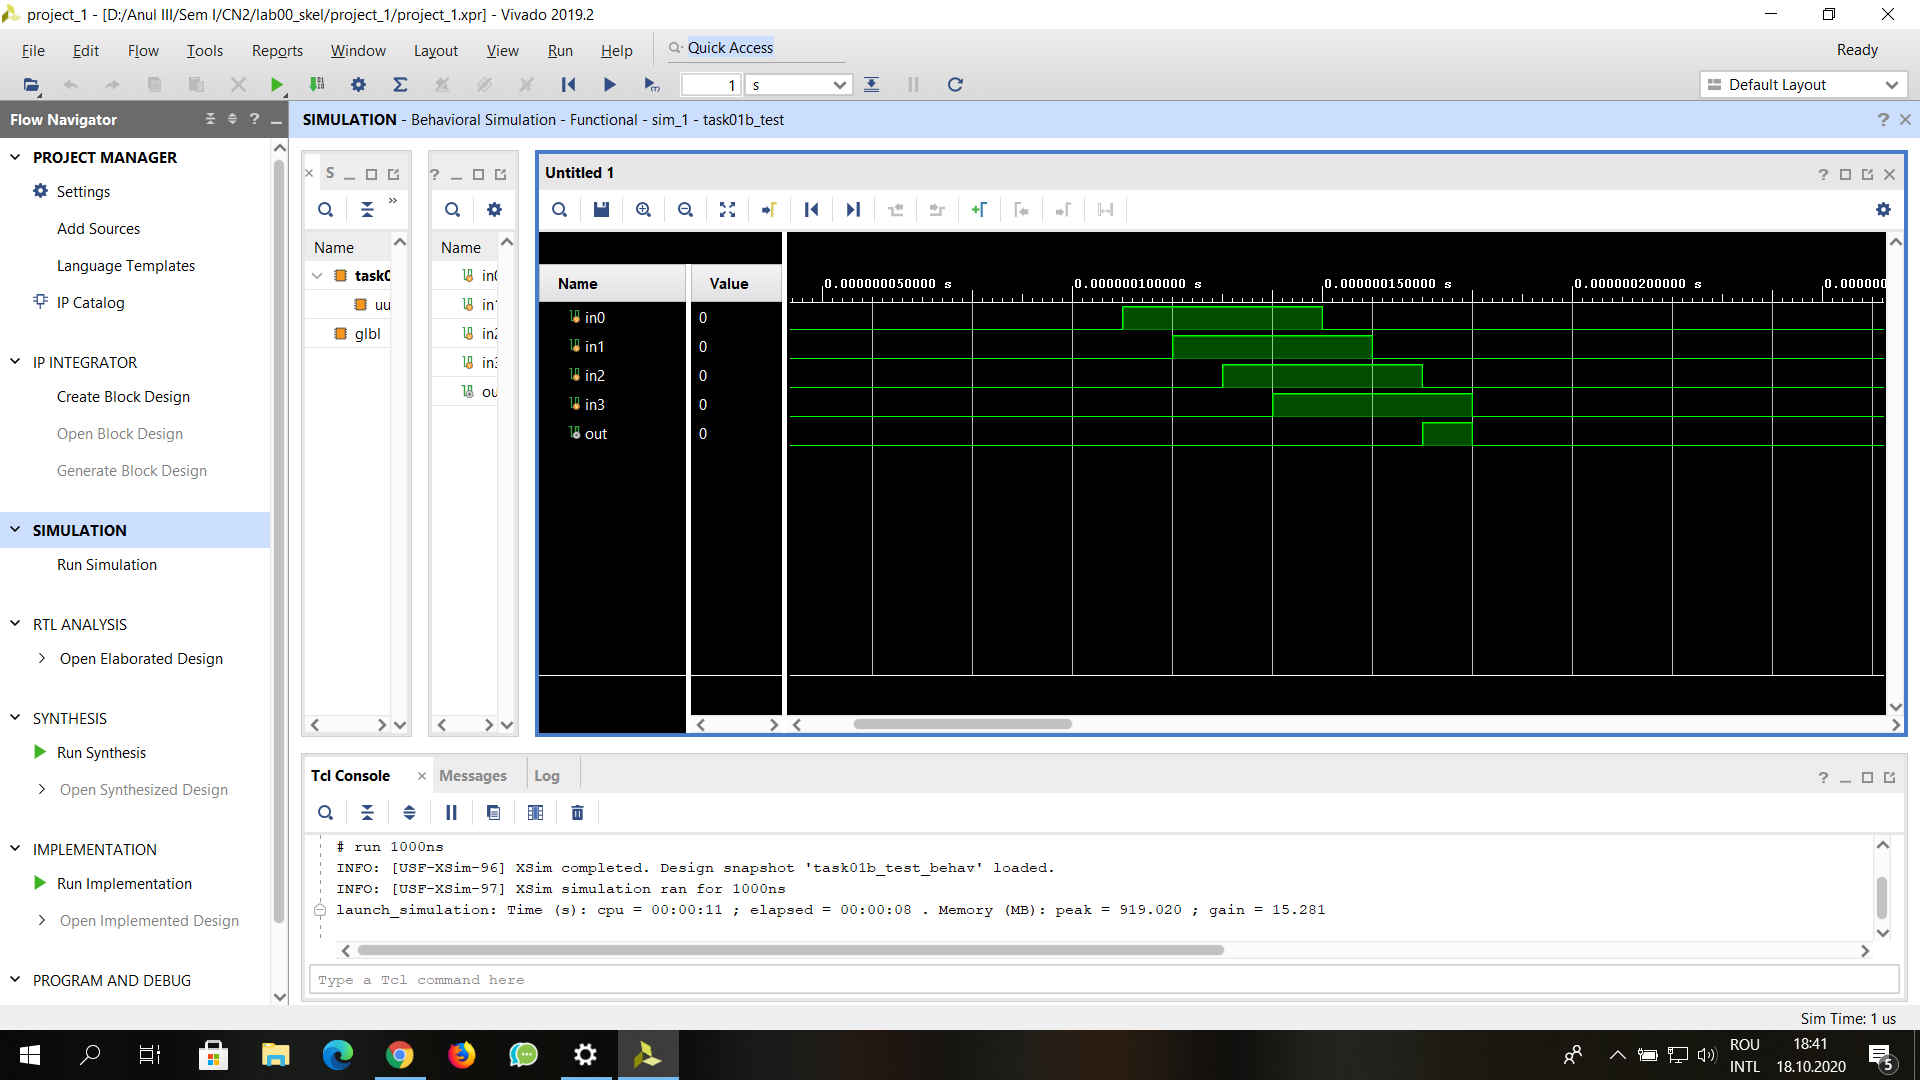 project_1 - [D:/Anul III/Sem I/CN2/lab00_skel/project_1/project_1.xpr] - Vivado 2019.2
File Edit Flow Tools Reports Window Layout View Run Help Quick Access Ready
1 s Default Layout
Flow Navigator
SIMULATION - Behavioral Simulation - Functional - sim_1 - task01b_test
PROJECT MANAGER
Settings
Add Sources
Language Templates
IP Catalog
IP INTEGRATOR
Create Block Design
Open Block Design
Generate Block Design
SIMULATION
Run Simulation
RTL ANALYSIS
Open Elaborated Design
SYNTHESIS
Run Synthesis
Open Synthesized Design
IMPLEMENTATION
Run Implementation
Open Implemented Design
PROGRAM AND DEBUG
S
Name
task0
uu
glbl
Name
in0
in1
in2
in3
ou
Untitled 1
Name Value
0.000000050000 s 0.000000100000 s 0.000000150000 s 0.000000200000 s 0.000000
in0 0
in1 0
in2 0
in3 0
out 0
Tcl Console Messages Log
# run 1000ns
INFO: [USF-XSim-96] XSim completed. Design snapshot 'task01b_test_behav' loaded.
INFO: [USF-XSim-97] XSim simulation ran for 1000ns
launch_simulation: Time (s): cpu = 00:00:11 ; elapsed = 00:00:08 . Memory (MB): peak = 919.020 ; gain = 15.281
Type a Tcl command here
Sim Time: 1 us
ROU
INTL
18:41
18.10.2020
5